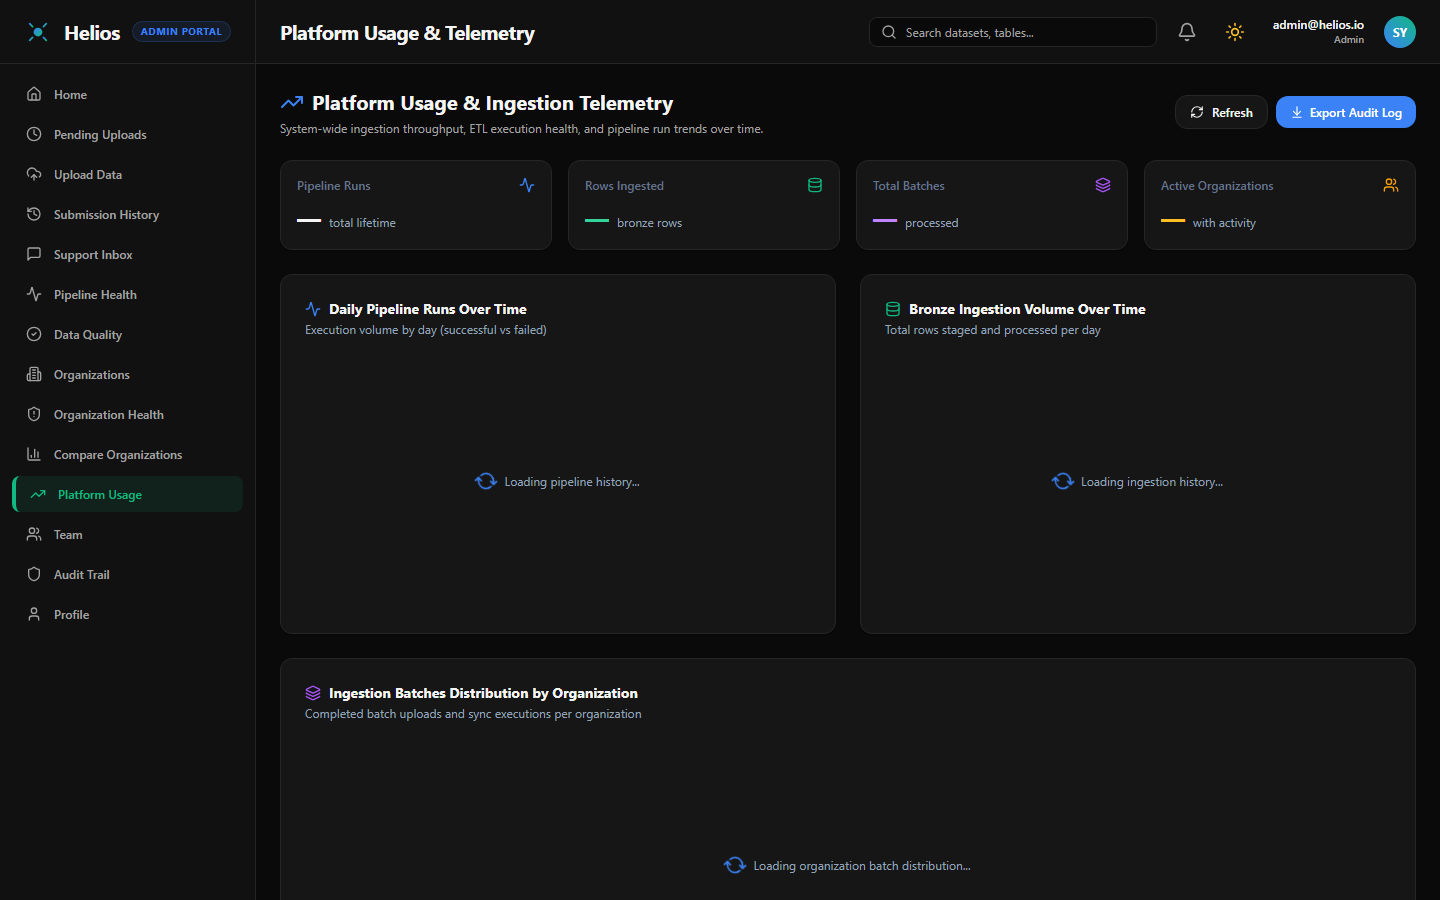 Helios
ADMIN PORTAL
Platform Usage & Telemetry
Search datasets, tables...
admin@helios.io
Admin
SY
Home
Pending Uploads
Upload Data
Submission History
Support Inbox
Pipeline Health
Data Quality
Organizations
Organization Health
Compare Organizations
Platform Usage
Team
Audit Trail
Profile
Platform Usage & Ingestion Telemetry
System-wide ingestion throughput, ETL execution health, and pipeline run trends over time.
Refresh
Export Audit Log
Pipeline Runs
— total lifetime
Rows Ingested
— bronze rows
Total Batches
— processed
Active Organizations
— with activity
Daily Pipeline Runs Over Time
Execution volume by day (successful vs failed)
Loading pipeline history...
Bronze Ingestion Volume Over Time
Total rows staged and processed per day
Loading ingestion history...
Ingestion Batches Distribution by Organization
Completed batch uploads and sync executions per organization
Loading organization batch distribution...